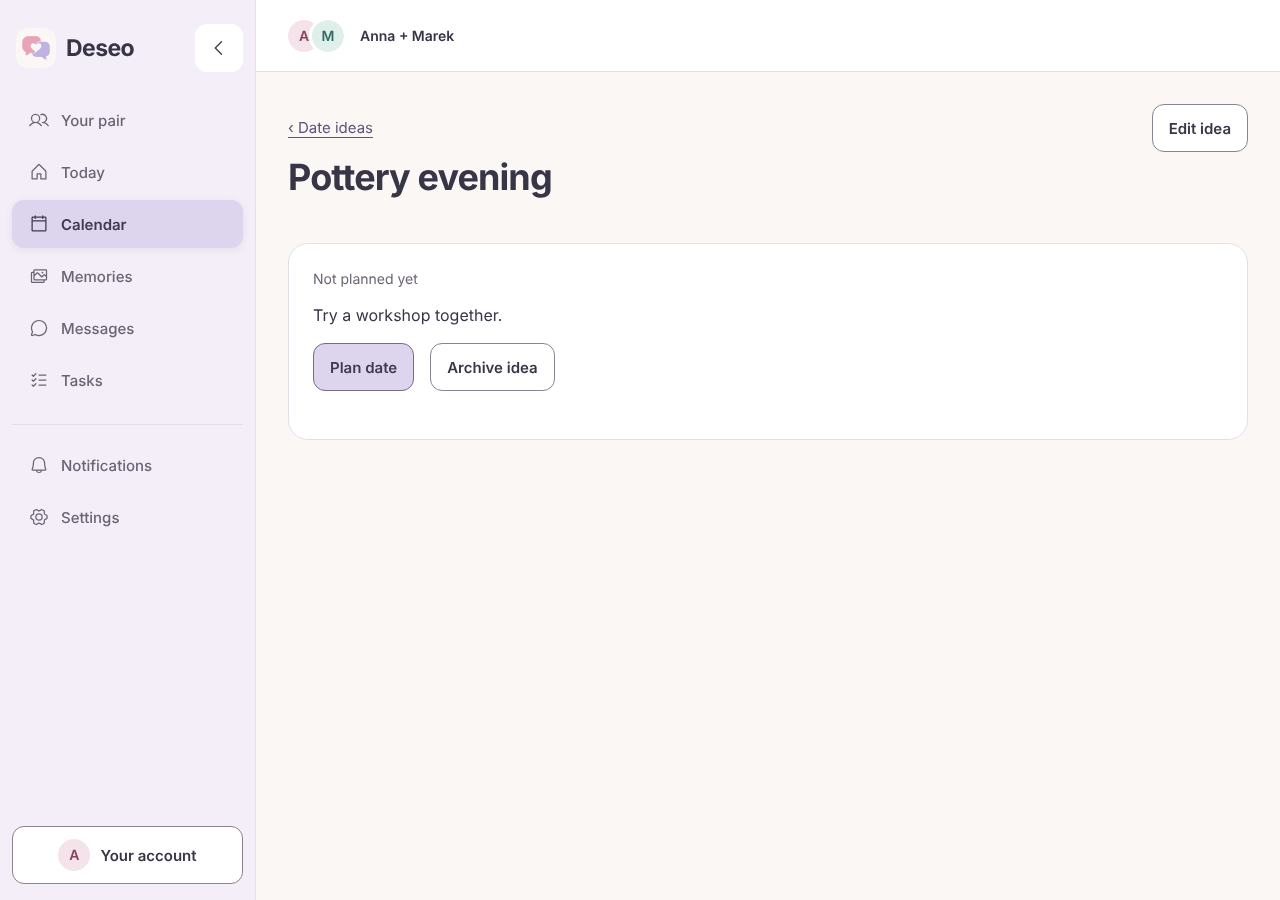 Deseo
Your pair
Today
Calendar
Memories
Messages
Tasks
Notifications
Settings
A Your account
A M Anna + Marek
‹ Date ideas
Edit idea
Pottery evening
Not planned yet
Try a workshop together.
Plan date Archive idea